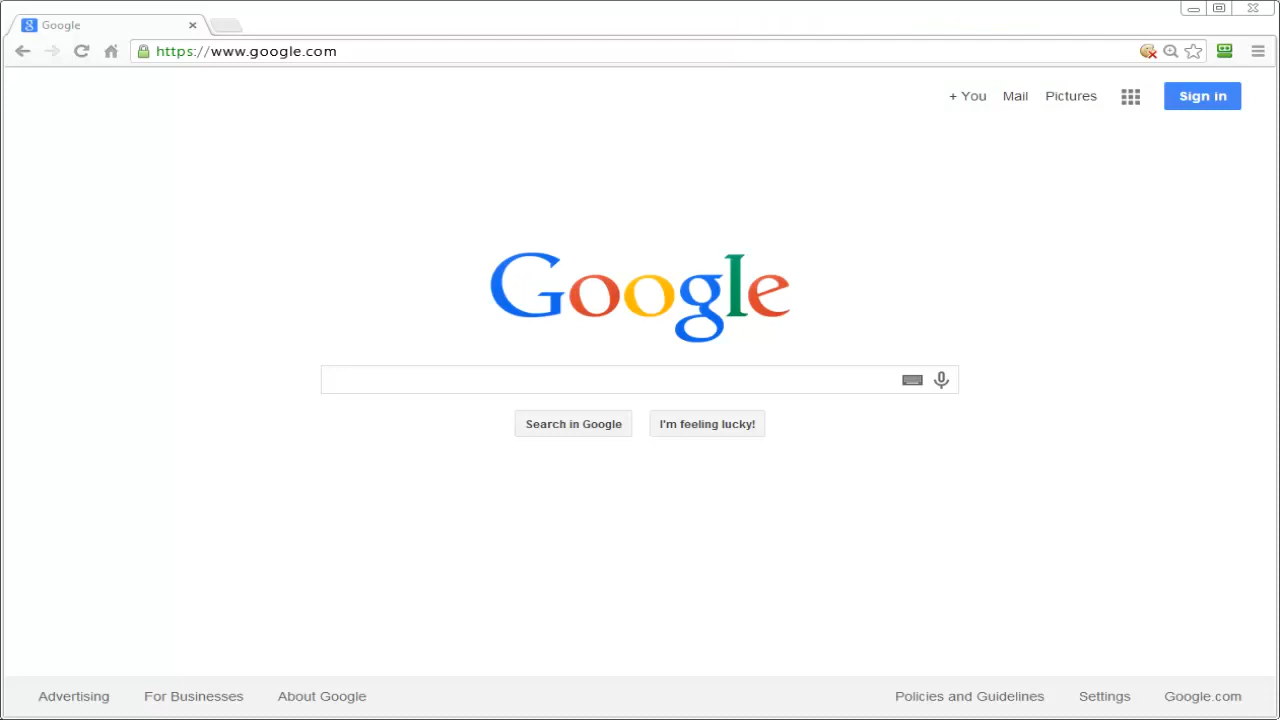 Google
https://www.google.com
+ You Mail Pictures Sign in
Google
Search in Google I'm feeling lucky!
Advertising For Businesses About Google Policies and Guidelines Settings Google.com